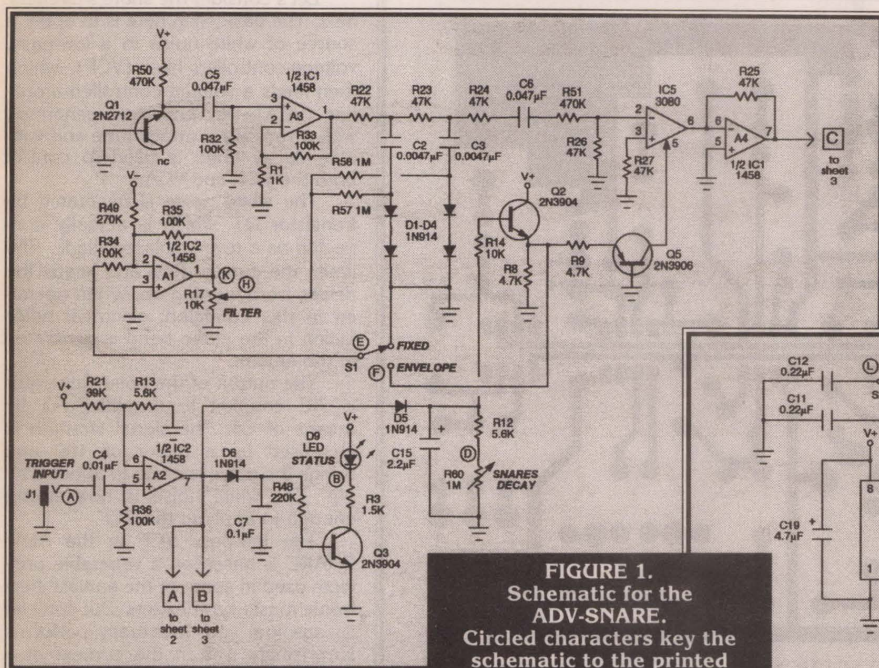 V+
R50
470K
C5
0.047µF
1/2 IC1
1458
Q1
2N2712
nc
R32
100K
3
2
1
A3
R33
100K
R1
1K
R22
47K
R23
47K
R24
47K
C6
0.047µF
R51
470K
C2
0.0047µF
C3
0.0047µF
R26
47K
IC5
3080
2
3
6
5
R27
47K
R25
47K
6
5
A4
7
1/2 IC1
1458
C
to
sheet
3
V-
R49
270K
R35
100K
1/2 IC2
1458
R34
100K
2
3
A1
1
K
H
R17
10K
FILTER
R58 1M
R57 1M
D1-D4
1N914
V+
Q2
2N3904
R14
10K
R8
4.7K
R9
4.7K
Q5
2N3906
E
FIXED
S1
F
ENVELOPE
V+
R21
39K
R13
5.6K
1/2 IC2
1458
TRIGGER
INPUT
J1
A
C4
0.01µF
6
5
A2
7
R36
100K
D6
1N914
C7
0.1µF
R48
220K
V+
D9
LED
STATUS
B
R3
1.5K
Q3
2N3904
D5
1N914
C15
2.2µF
R12
5.6K
D
R60
1M
SNARES
DECAY
A
to
sheet
2
B
to
sheet
3
C12
0.22µF
C11
0.22µF
L
S
V+
C19
4.7µF
8
1
FIGURE 1.
Schematic for the
ADV-SNARE.
Circled characters key the
schematic to the printed